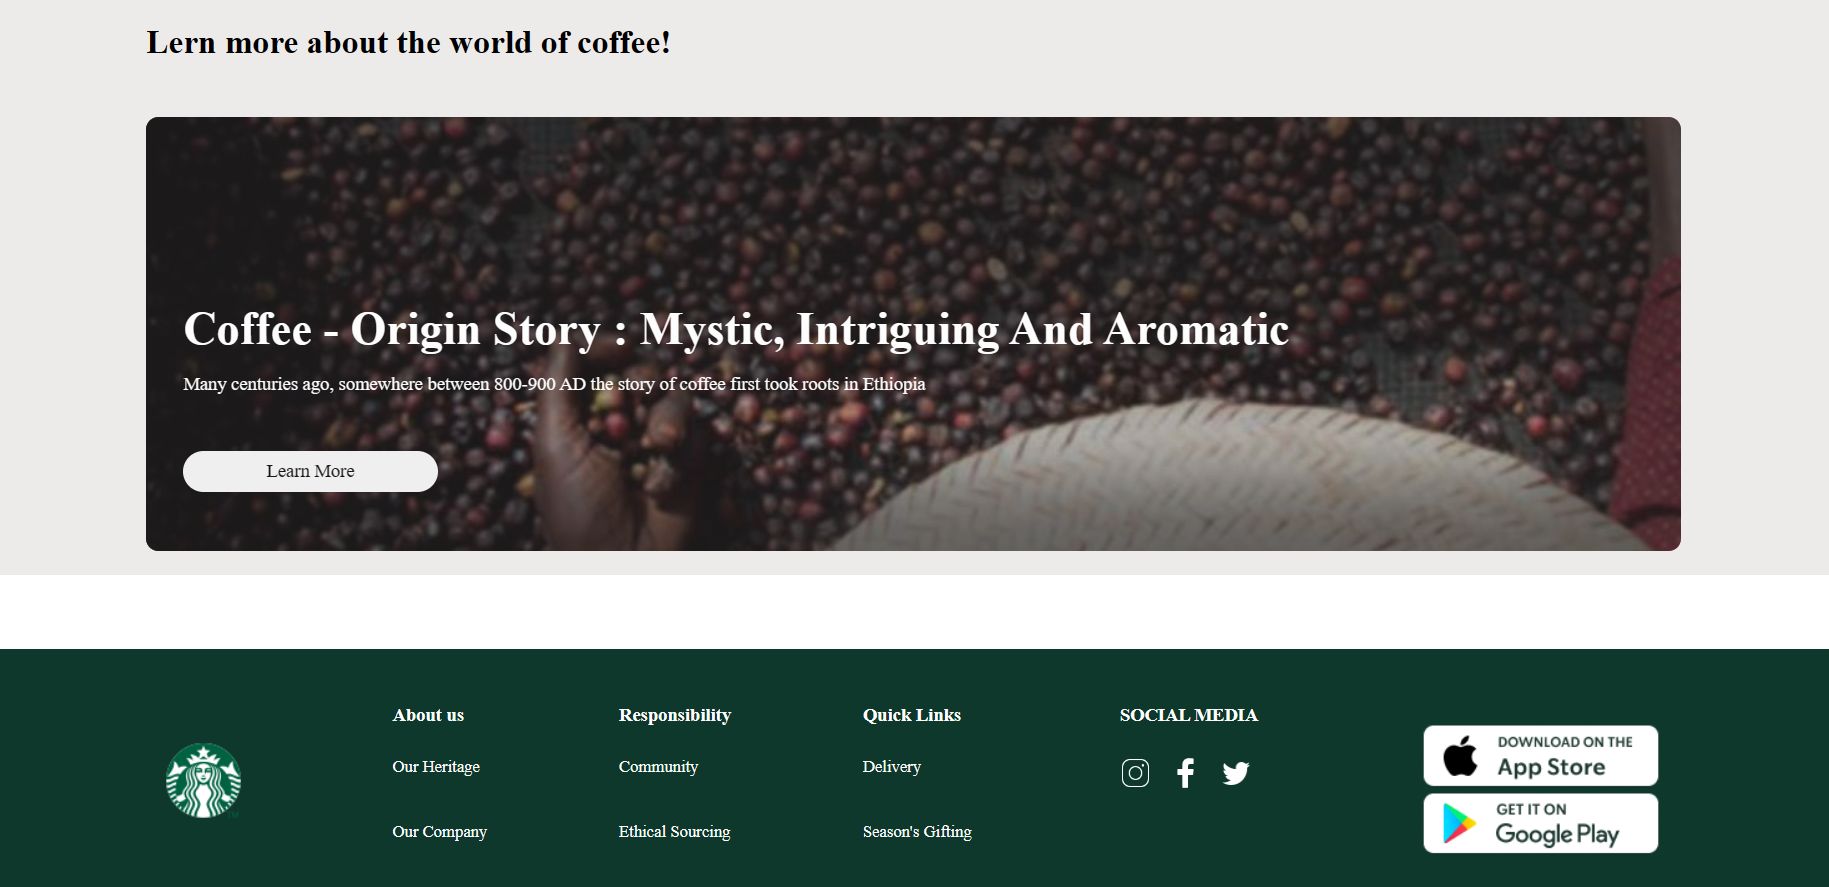 Lern more about the world of coffee!
Coffee - Origin Story : Mystic, Intriguing And Aromatic
Many centuries ago, somewhere between 800-900 AD the story of coffee first took roots in Ethiopia
Learn More
About us
Our Heritage
Our Company
Responsibility
Community
Ethical Sourcing
Quick Links
Delivery
Season's Gifting
SOCIAL MEDIA
DOWNLOAD ON THE
App Store
GET IT ON
Google Play